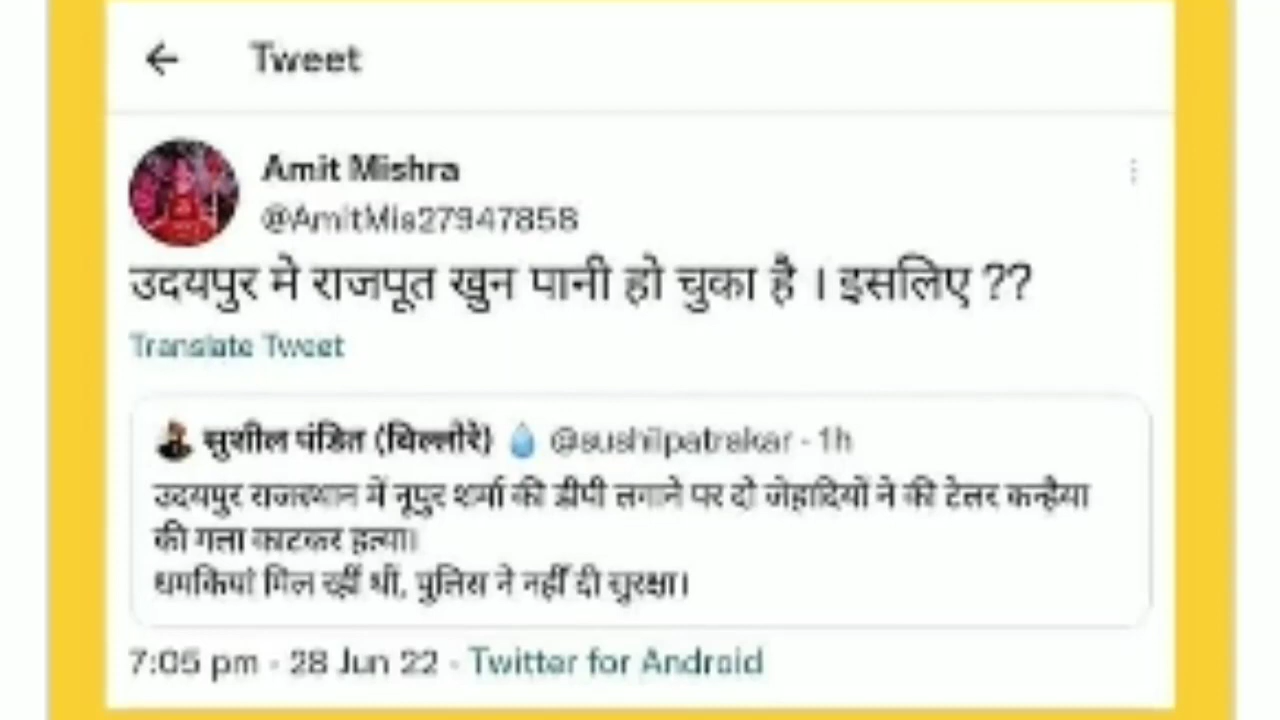 Tweet
Amit Mishra
@AmitMis27947858
उदयपुर मे राजपूत खुन पानी हो चुका है । इसलिए ??
Translate Tweet
सुशील पंडित (चिल्लौरे) 💧 @sushilpatrakar · 1h
उदयपुर राजस्थान में नूपुर शर्मा की डीपी लगाने पर दो जेहादियों ने की टेलर कन्हैया
की गला काटकर हत्या।
धमकियां मिल रहीं थीं, पुलिस ने नहीं दी सुरक्षा।
7:05 pm · 28 Jun 22 · Twitter for Android